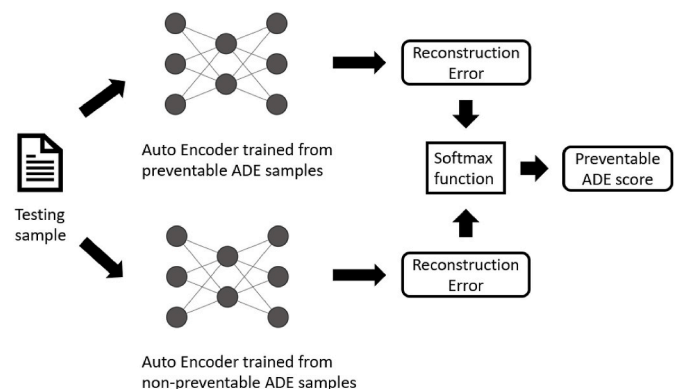 Testing
sample
Auto Encoder trained from
preventable ADE samples
Reconstruction
Error
Softmax
function
Preventable
ADE score
Reconstruction
Error
Auto Encoder trained from
non-preventable ADE samples